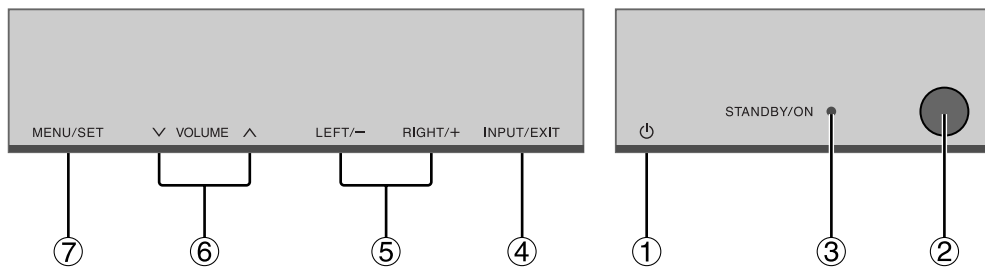 STANDBY/ON
MENU/SET ∨ VOLUME ∧ LEFT/− RIGHT/+ INPUT/EXIT ⏻
⑦ ⑥ ⑤ ④ ① ③ ②